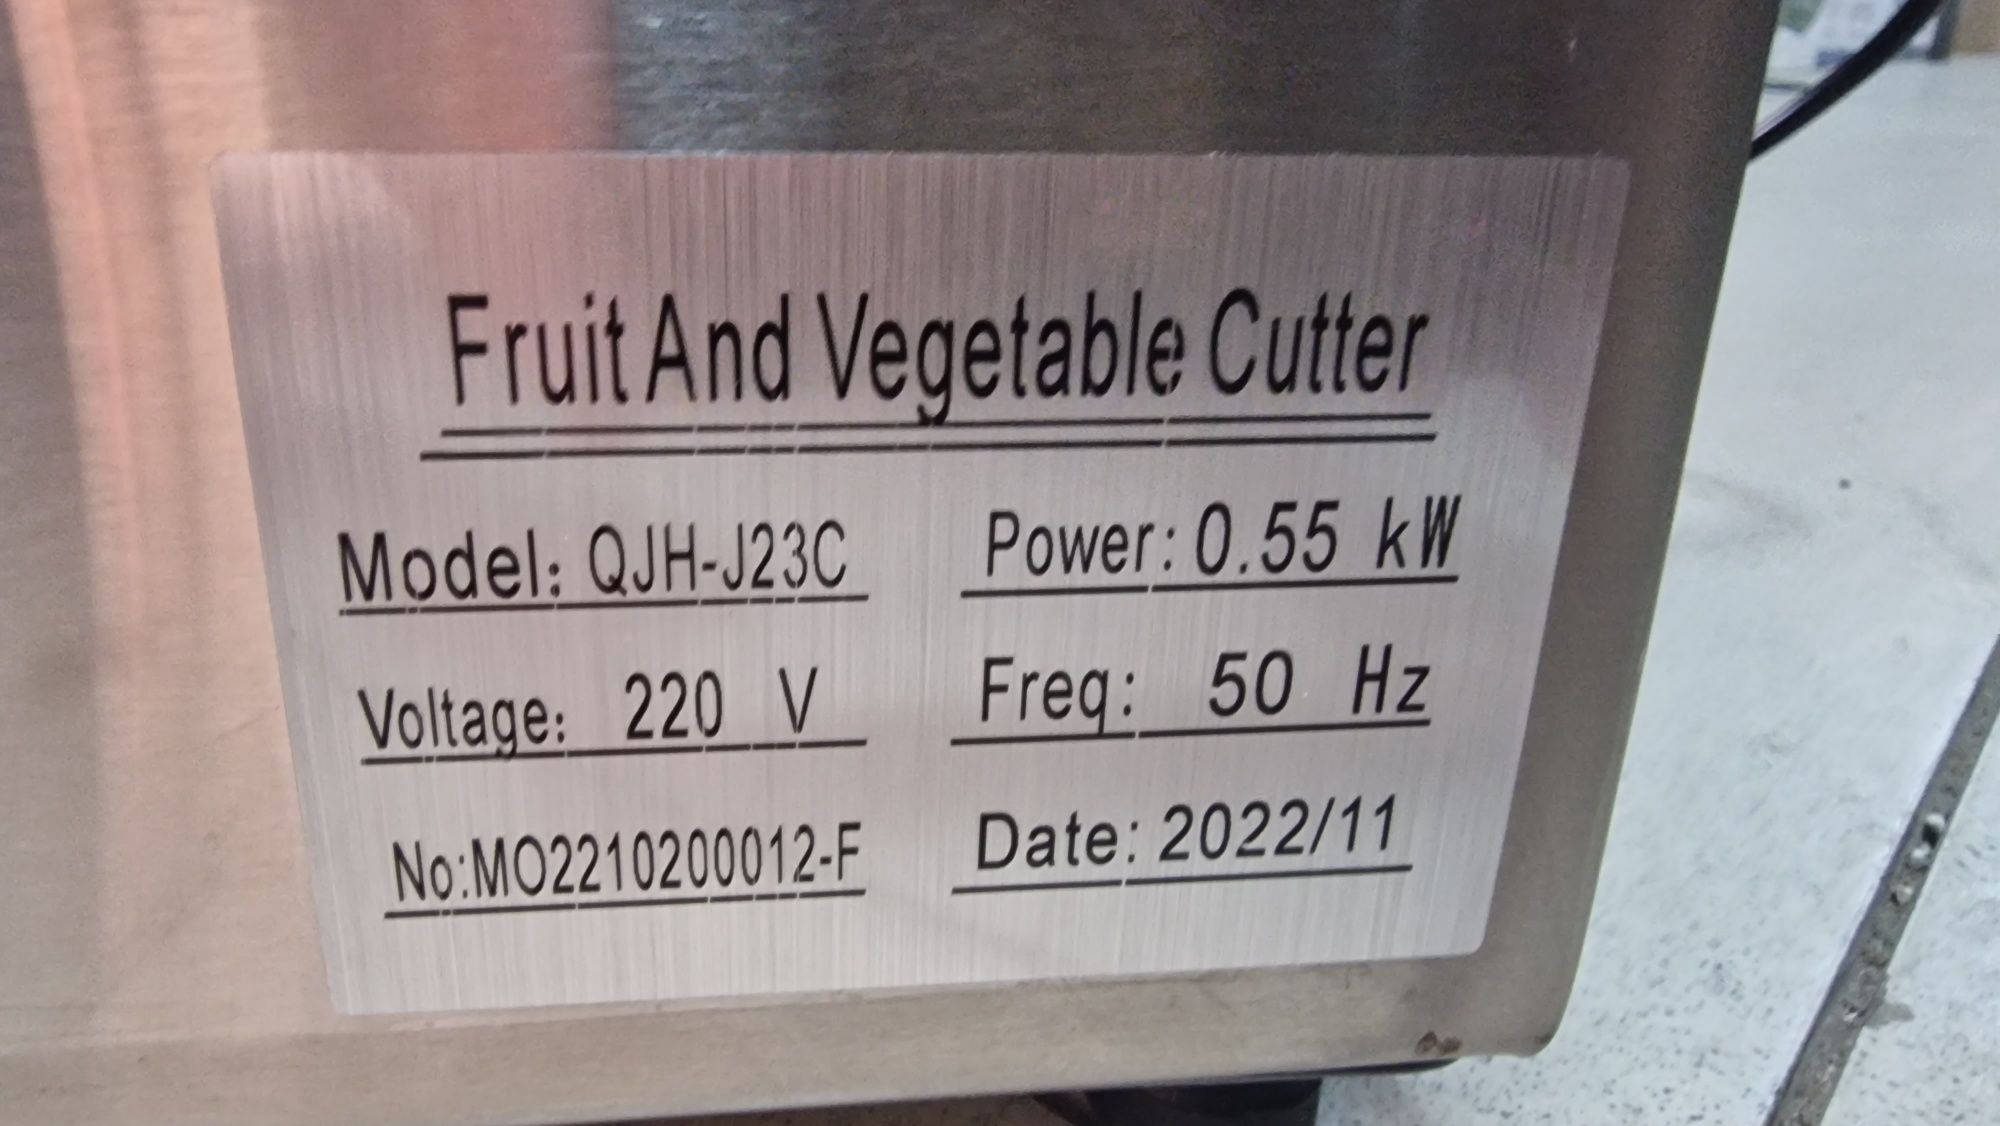 Fruit And Vegetable Cutter
Model: QJH-J23C Power: 0.55 kW
Voltage: 220 V Freq: 50 Hz
No:MO2210200012-F Date: 2022/11